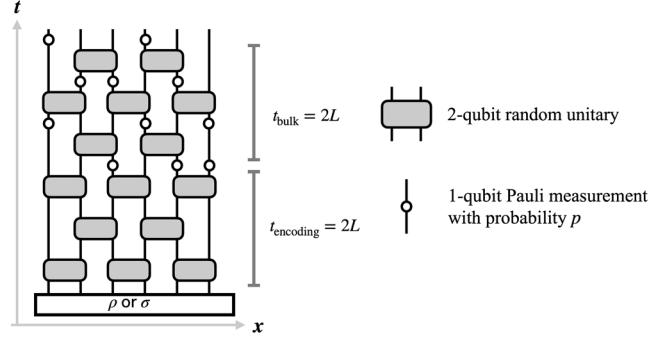 t
t_bulk = 2L
2-qubit random unitary
1-qubit Pauli measurement
with probability p
t_encoding = 2L
ρ or σ
x